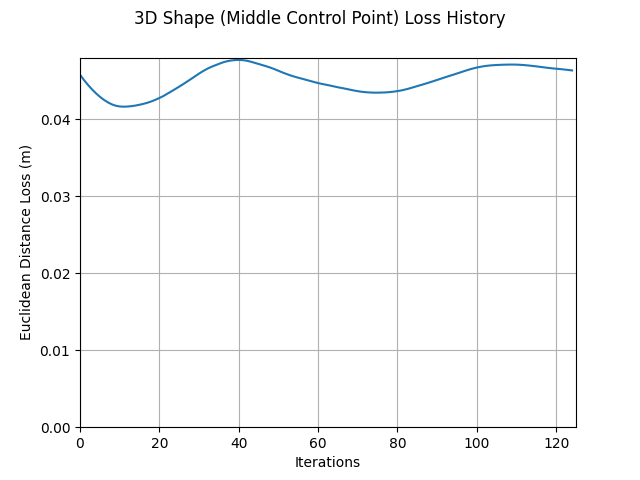 3D Shape (Middle Control Point) Loss History
Euclidean Distance Loss (m)
0.04
0.03
0.02
0.01
0.00
0 20 40 60 80 100 120
Iterations